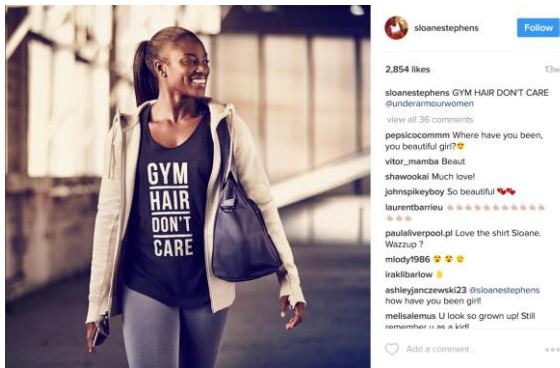 GYM
HAIR
DON'T
CARE
sloanestephens
Follow
2,854 likes
13w
sloanestephens GYM HAIR DON'T CARE
@underarmourwomen
view all 36 comments
pepsicocommm Where have you been,
you beautiful girl?
vitor_mamba Beaut
shawookai Much love!
johnspikeyboy So beautiful
laurentbarrieu
paulaliverpool.pl Love the shirt Sloane.
Wazzup ?
mlody1986
iraklibarlow
ashleyjanczewski23 @sloanestephens
how have you been girl!
melisalemus U look so grown up! Still
remember u as a kid!
Add a comment...